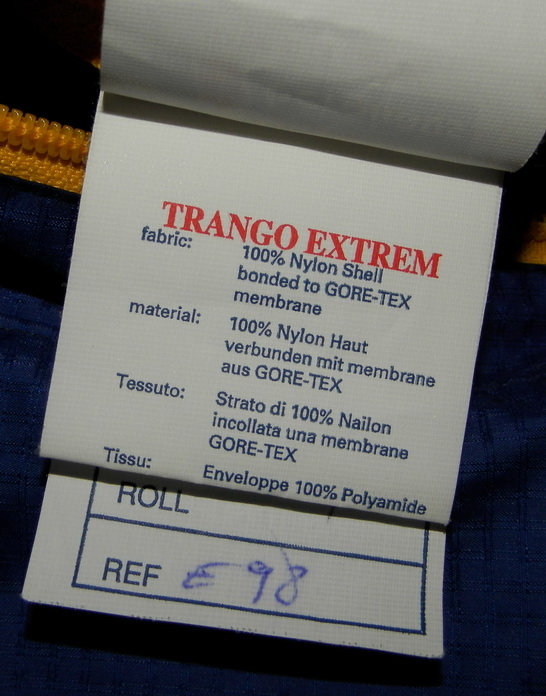 TRANGO EXTREM
fabric: 100% Nylon Shell
bonded to GORE-TEX
membrane
material: 100% Nylon Haut
verbunden mit membrane
aus GORE-TEX
Tessuto: Strato di 100% Nailon
incollata una membrane
GORE-TEX
Tissu: Enveloppe 100% Polyamide
ROLL
REF E 98